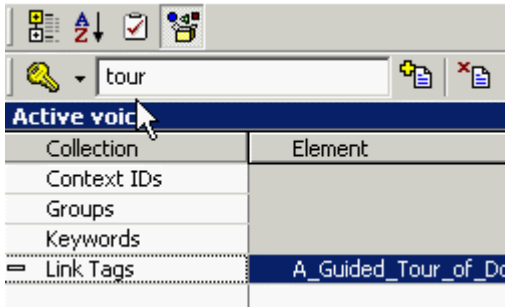 tour
Active voic
Collection Element
Context IDs
Groups
Keywords
Link Tags A_Guided_Tour_of_Do